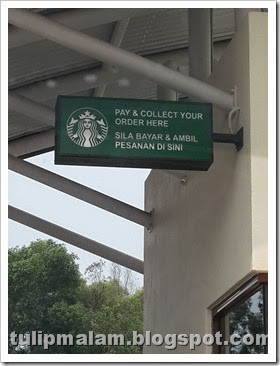 PAY & COLLECT YOUR
ORDER HERE
SILA BAYAR & AMBIL
PESANAN DI SINI
tulipmalam.blogspot.com